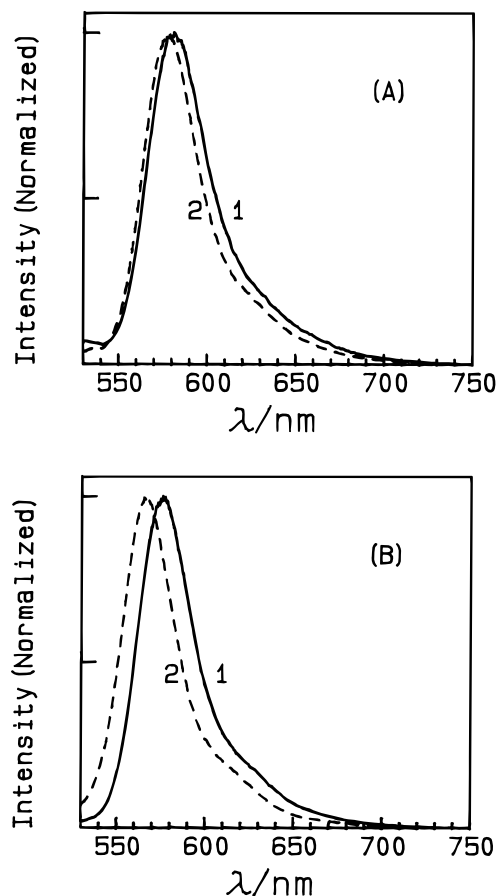 Intensity (Normalized)
(A)
2 1
550 600 650 700 750
λ/nm
Intensity (Normalized)
(B)
2 1
550 600 650 700 750
λ/nm